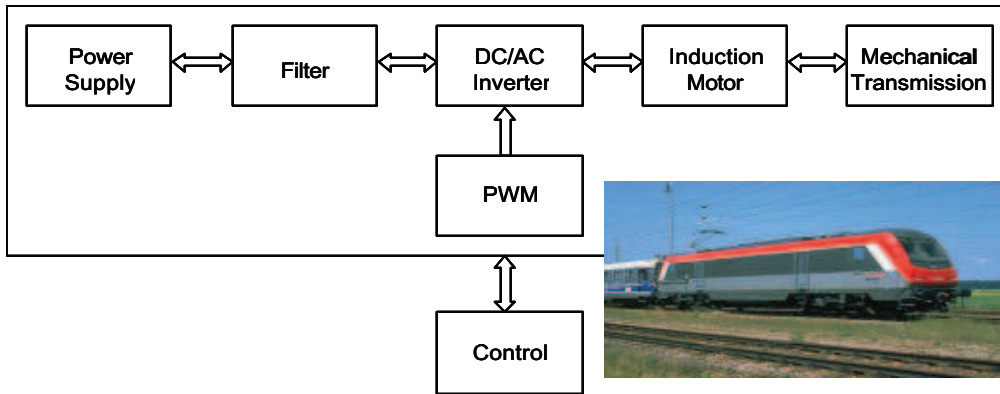 Power
Supply
Filter
DC/AC
Inverter
Induction
Motor
Mechanical
Transmission
PWM
Control